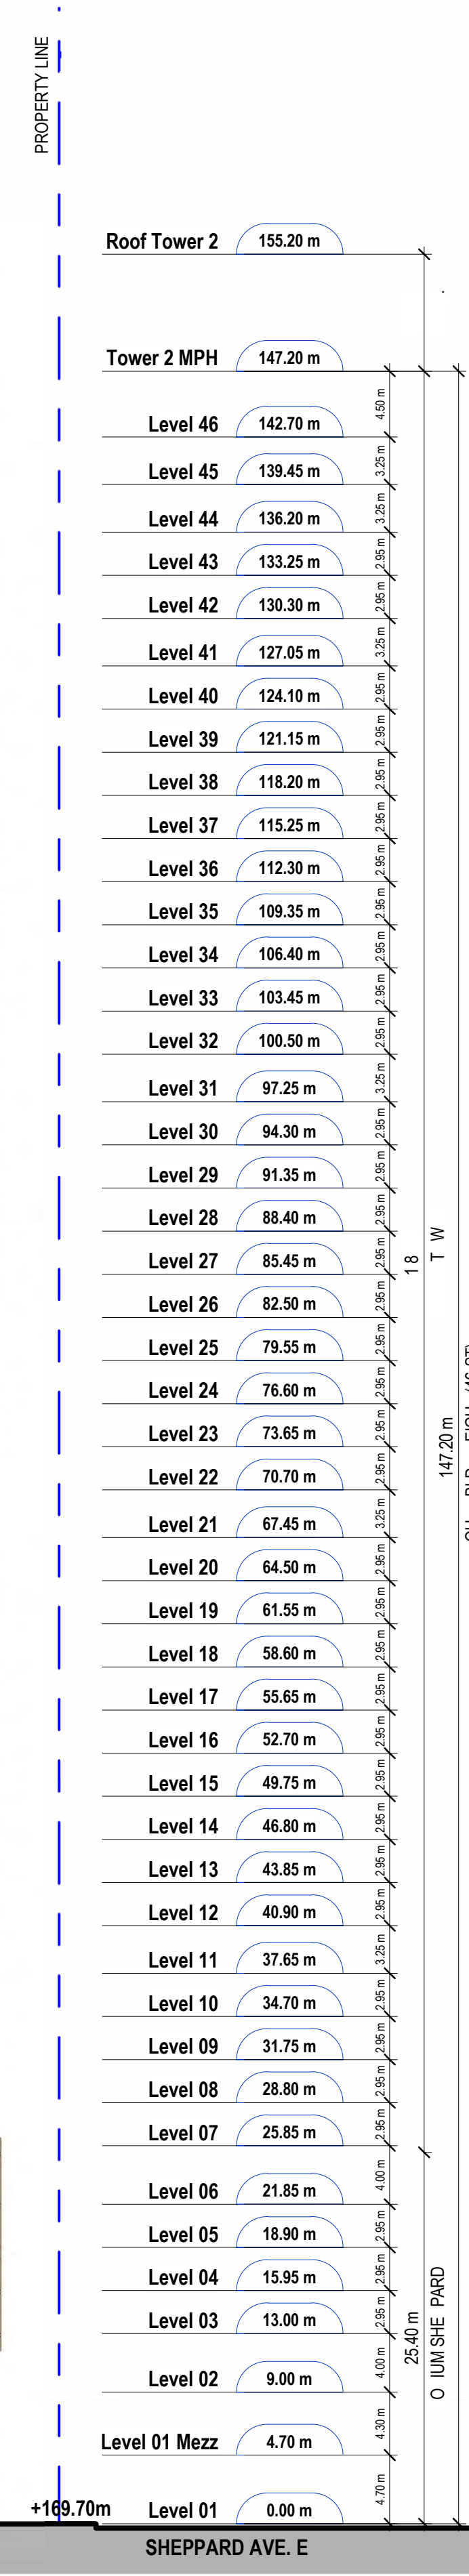 PROPERTY LINE
Roof Tower 2 155.20 m
Tower 2 MPH 147.20 m
4.50 m
Level 46 142.70 m
3.25 m
Level 45 139.45 m
3.25 m
Level 44 136.20 m
2.95 m
Level 43 133.25 m
2.95 m
Level 42 130.30 m
3.25 m
Level 41 127.05 m
2.95 m
Level 40 124.10 m
2.95 m
Level 39 121.15 m
2.95 m
Level 38 118.20 m
2.95 m
Level 37 115.25 m
2.95 m
Level 36 112.30 m
2.95 m
Level 35 109.35 m
2.95 m
Level 34 106.40 m
2.95 m
Level 33 103.45 m
2.95 m
Level 32 100.50 m
3.25 m
Level 31 97.25 m
2.95 m
Level 30 94.30 m
2.95 m
Level 29 91.35 m
2.95 m
Level 28 88.40 m
2.95 m
Level 27 85.45 m
2.95 m
Level 26 82.50 m
2.95 m
Level 25 79.55 m
2.95 m
Level 24 76.60 m
2.95 m
Level 23 73.65 m
2.95 m
Level 22 70.70 m
3.25 m
Level 21 67.45 m
2.95 m
Level 20 64.50 m
2.95 m
Level 19 61.55 m
2.95 m
Level 18 58.60 m
2.95 m
Level 17 55.65 m
2.95 m
Level 16 52.70 m
2.95 m
Level 15 49.75 m
2.95 m
Level 14 46.80 m
2.95 m
Level 13 43.85 m
2.95 m
Level 12 40.90 m
3.25 m
Level 11 37.65 m
2.95 m
Level 10 34.70 m
2.95 m
Level 09 31.75 m
2.95 m
Level 08 28.80 m
2.95 m
Level 07 25.85 m
4.00 m
Level 06 21.85 m
2.95 m
Level 05 18.90 m
2.95 m
Level 04 15.95 m
2.95 m
Level 03 13.00 m
4.00 m
Level 02 9.00 m
4.30 m
Level 01 Mezz 4.70 m
4.70 m
Level 01 0.00 m
1 8
T W
147.20 m
25.40 m
O IUM SHE PARD
+169.70m
SHEPPARD AVE. E